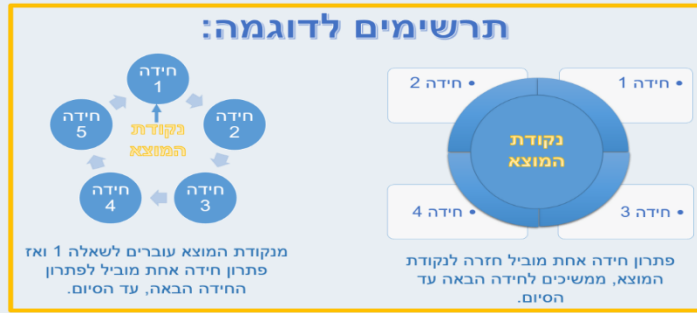 תרשימים לדוגמה:
חידה 1
חידה 2
נקודת
המוצא
חידה 3
חידה 4
פתרון חידה אחת מוביל חזרה לנקודת
המוצא, ממשיכים לחידה הבאה עד
הסיום.
חידה
1
חידה
2
חידה
3
חידה
4
חידה
5
נקודת
המוצא
מנקודת המוצא עוברים לשאלה 1 ואז
פתרון חידה אחת מוביל לפתרון
החידה הבאה, עד הסיום.